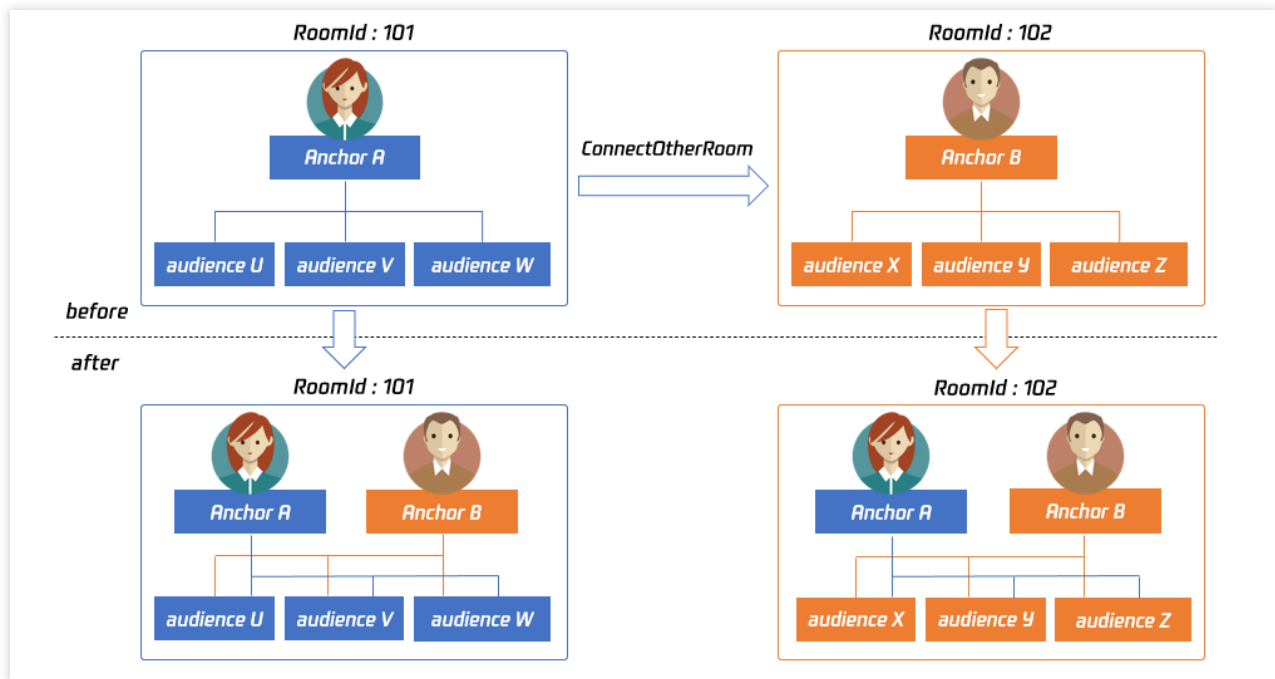 RoomId : 101
RoomId : 102
Anchor A
ConnectOtherRoom
Anchor B
audience U
audience V
audience W
audience X
audience Y
audience Z
before
after
RoomId : 101
RoomId : 102
Anchor A
Anchor B
Anchor A
Anchor B
audience U
audience V
audience W
audience X
audience Y
audience Z